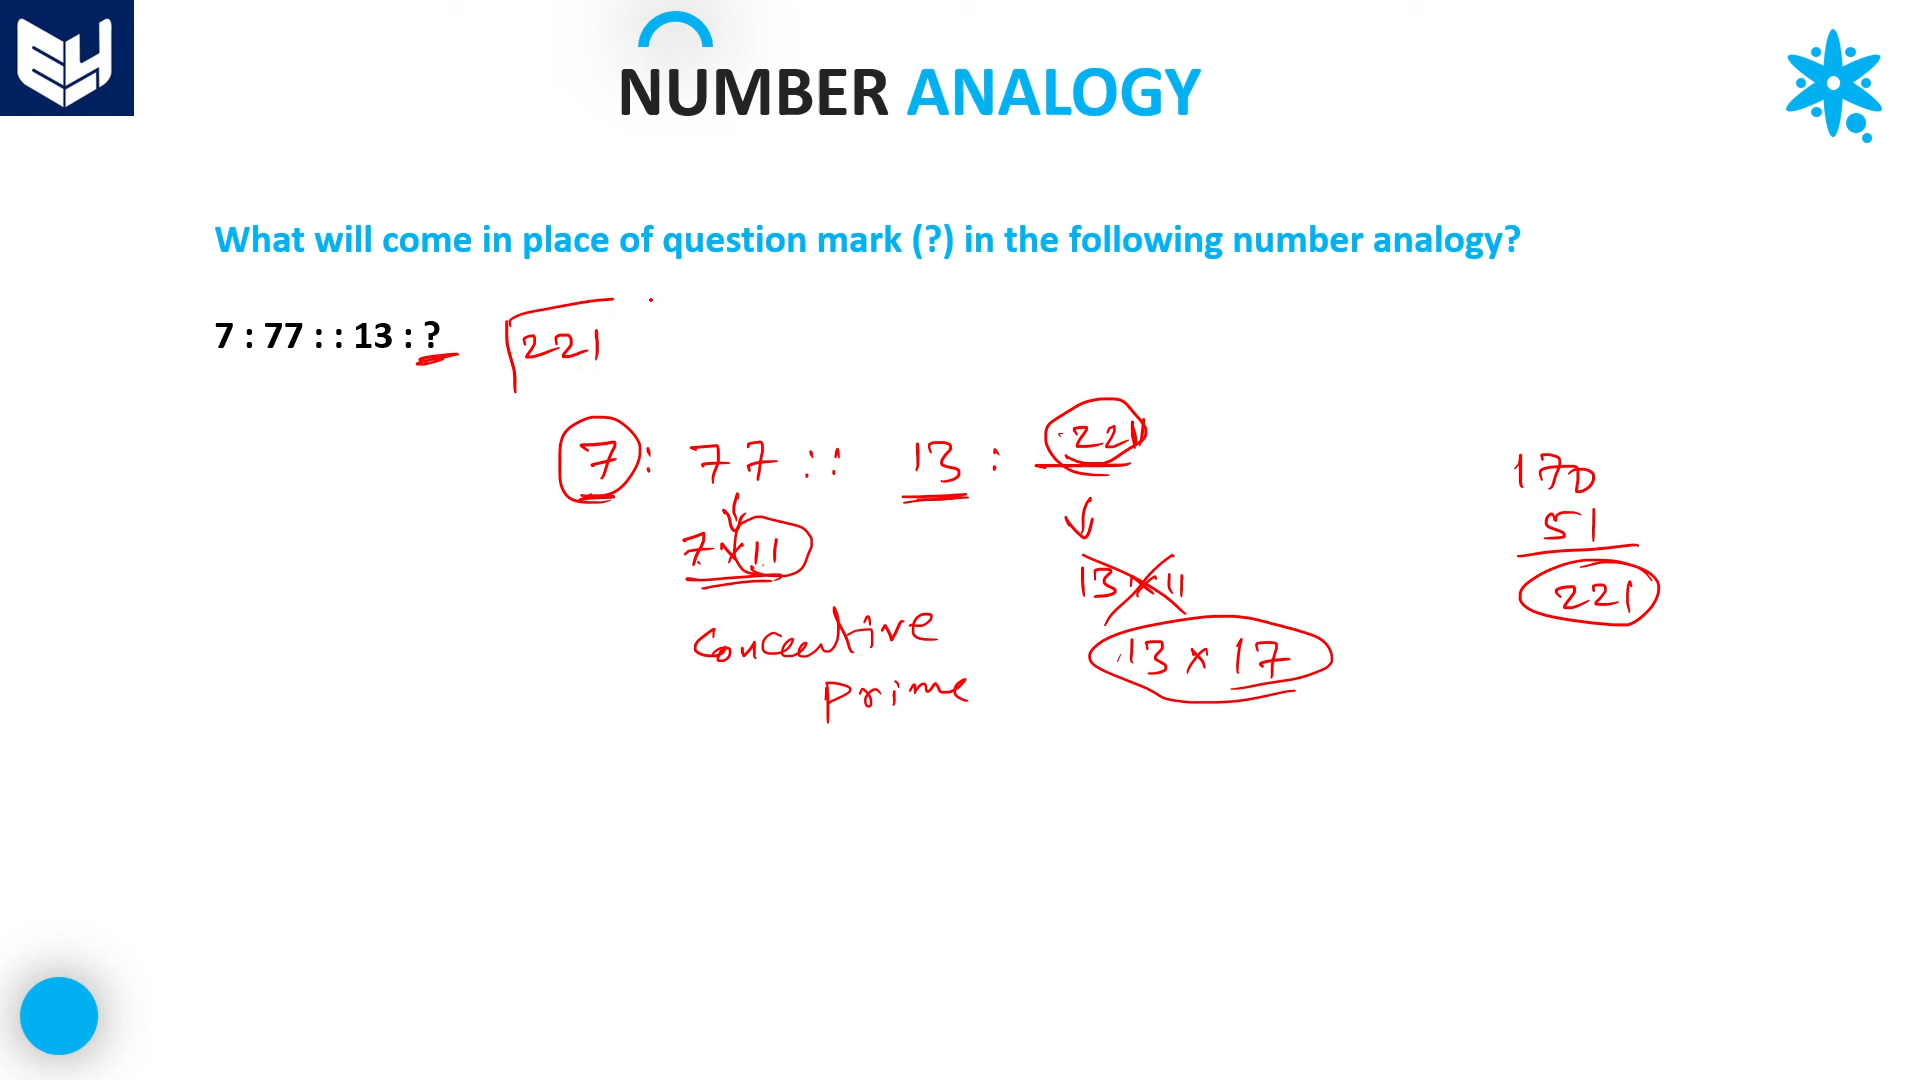 NUMBER ANALOGY
What will come in place of question mark (?) in the following number analogy?
7 : 77 : : 13 : ?
221
7 : 77 :: 13 : 221
7 x 11
13 x 11
13 x 17
prime
170
51
221